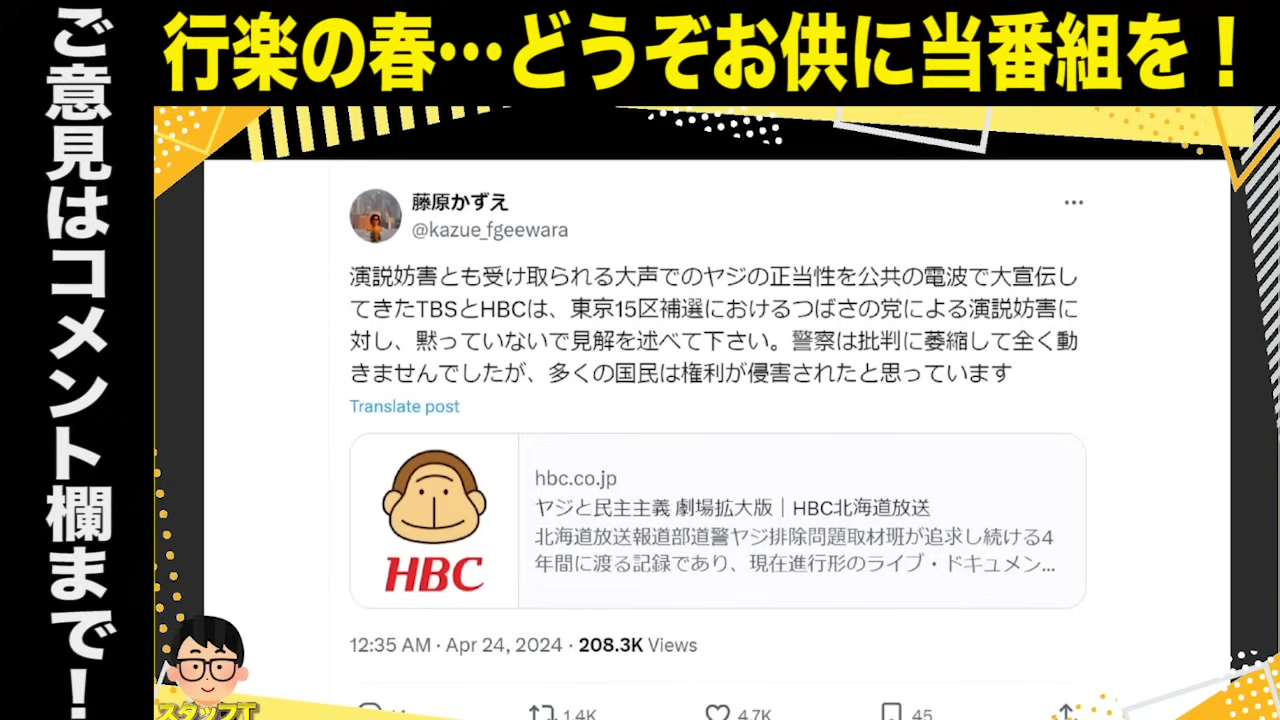 行楽の春…どうぞお供に当番組を！
ご意見はコメント欄まで！
藤原かずえ
@kazue_fgeewara
演説妨害とも受け取られる大声でのヤジの正当性を公共の電波で大宣伝し
てきたTBSとHBCは、東京15区補選におけるつばさの党による演説妨害に
対し、黙っていないで見解を述べて下さい。警察は批判に萎縮して全く動
きませんでしたが、多くの国民は権利が侵害されたと思っています
Translate post
HBC
hbc.co.jp
ヤジと民主主義 劇場拡大版｜HBC北海道放送
北海道放送報道部道警ヤジ排除問題取材班が追求し続ける4
年間に渡る記録であり、現在進行形のライブ・ドキュメン...
12:35 AM · Apr 24, 2024 · 208.3K Views
1.4K 4.7K 45
スタッフT